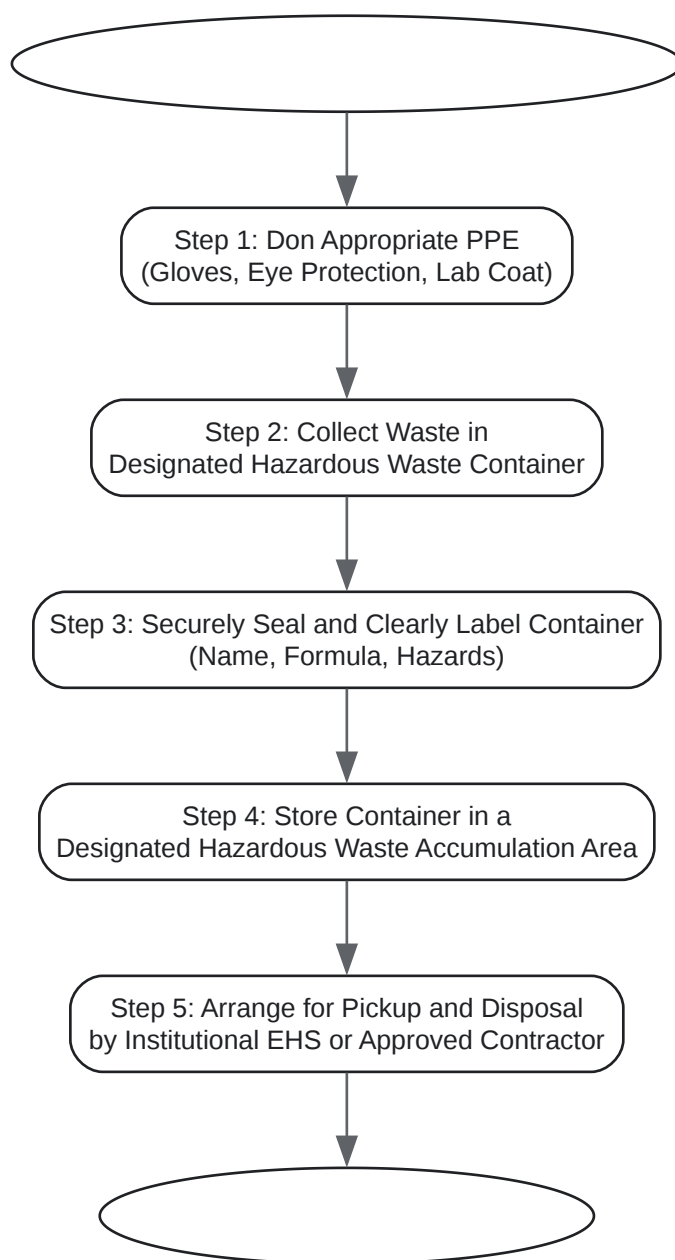 Step 1: Don Appropriate PPE
(Gloves, Eye Protection, Lab Coat)
Step 2: Collect Waste in
Designated Hazardous Waste Container
Step 3: Securely Seal and Clearly Label Container
(Name, Formula, Hazards)
Step 4: Store Container in a
Designated Hazardous Waste Accumulation Area
Step 5: Arrange for Pickup and Disposal
by Institutional EHS or Approved Contractor